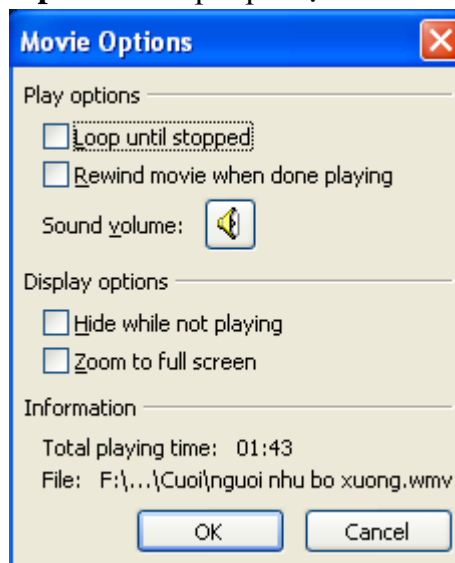 Movie Options
Play options
Loop until stopped
Rewind movie when done playing
Sound volume:
Display options
Hide while not playing
Zoom to full screen
Information
Total playing time: 01:43
File: F:\...\Cuoi\nguoi nhu bo xuong.wmv
OK Cancel